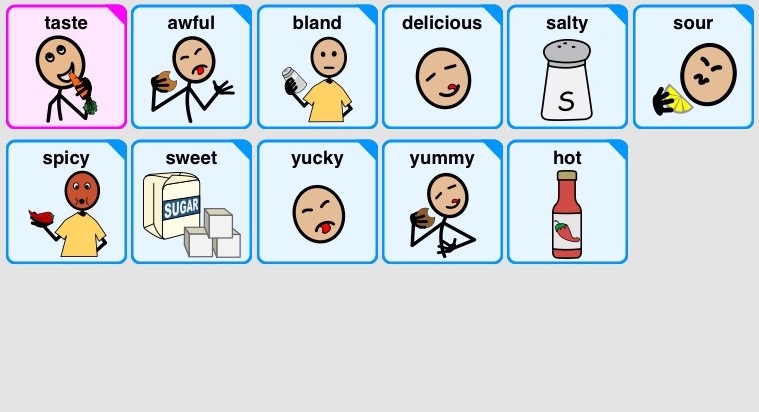 taste
awful
bland
delicious
salty
sour
S
spicy
sweet
yucky
yummy
hot
SUGAR